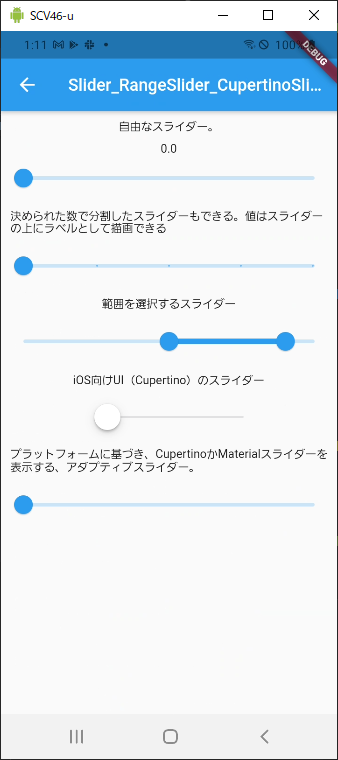 SCV46-u
1:11
100%
DEBUG
Slider_RangeSlider_CupertinoSli…
自由なスライダー。
0.0
決められた数で分割したスライダーもできる。値はスライダー
の上にラベルとして描画できる
範囲を選択するスライダー
iOS向けUI（Cupertino）のスライダー
プラットフォームに基づき、CupertinoかMaterialスライダーを
表示する、アダプティブスライダー。